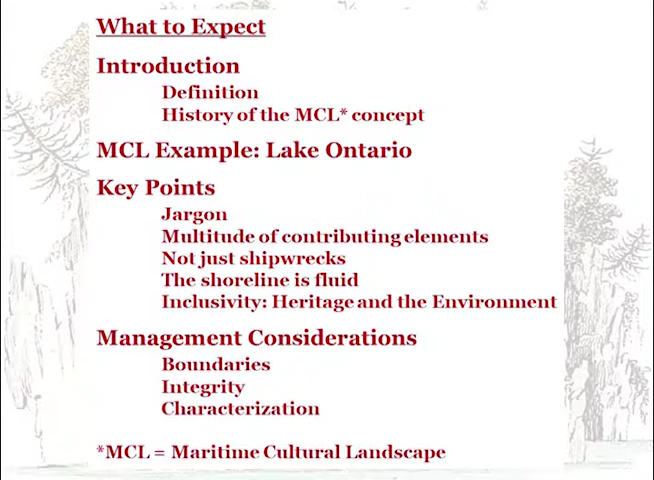 What to Expect
Introduction
Definition
History of the MCL* concept
MCL Example: Lake Ontario
Key Points
Jargon
Multitude of contributing elements
Not just shipwrecks
The shoreline is fluid
Inclusivity: Heritage and the Environment
Management Considerations
Boundaries
Integrity
Characterization
*MCL = Maritime Cultural Landscape